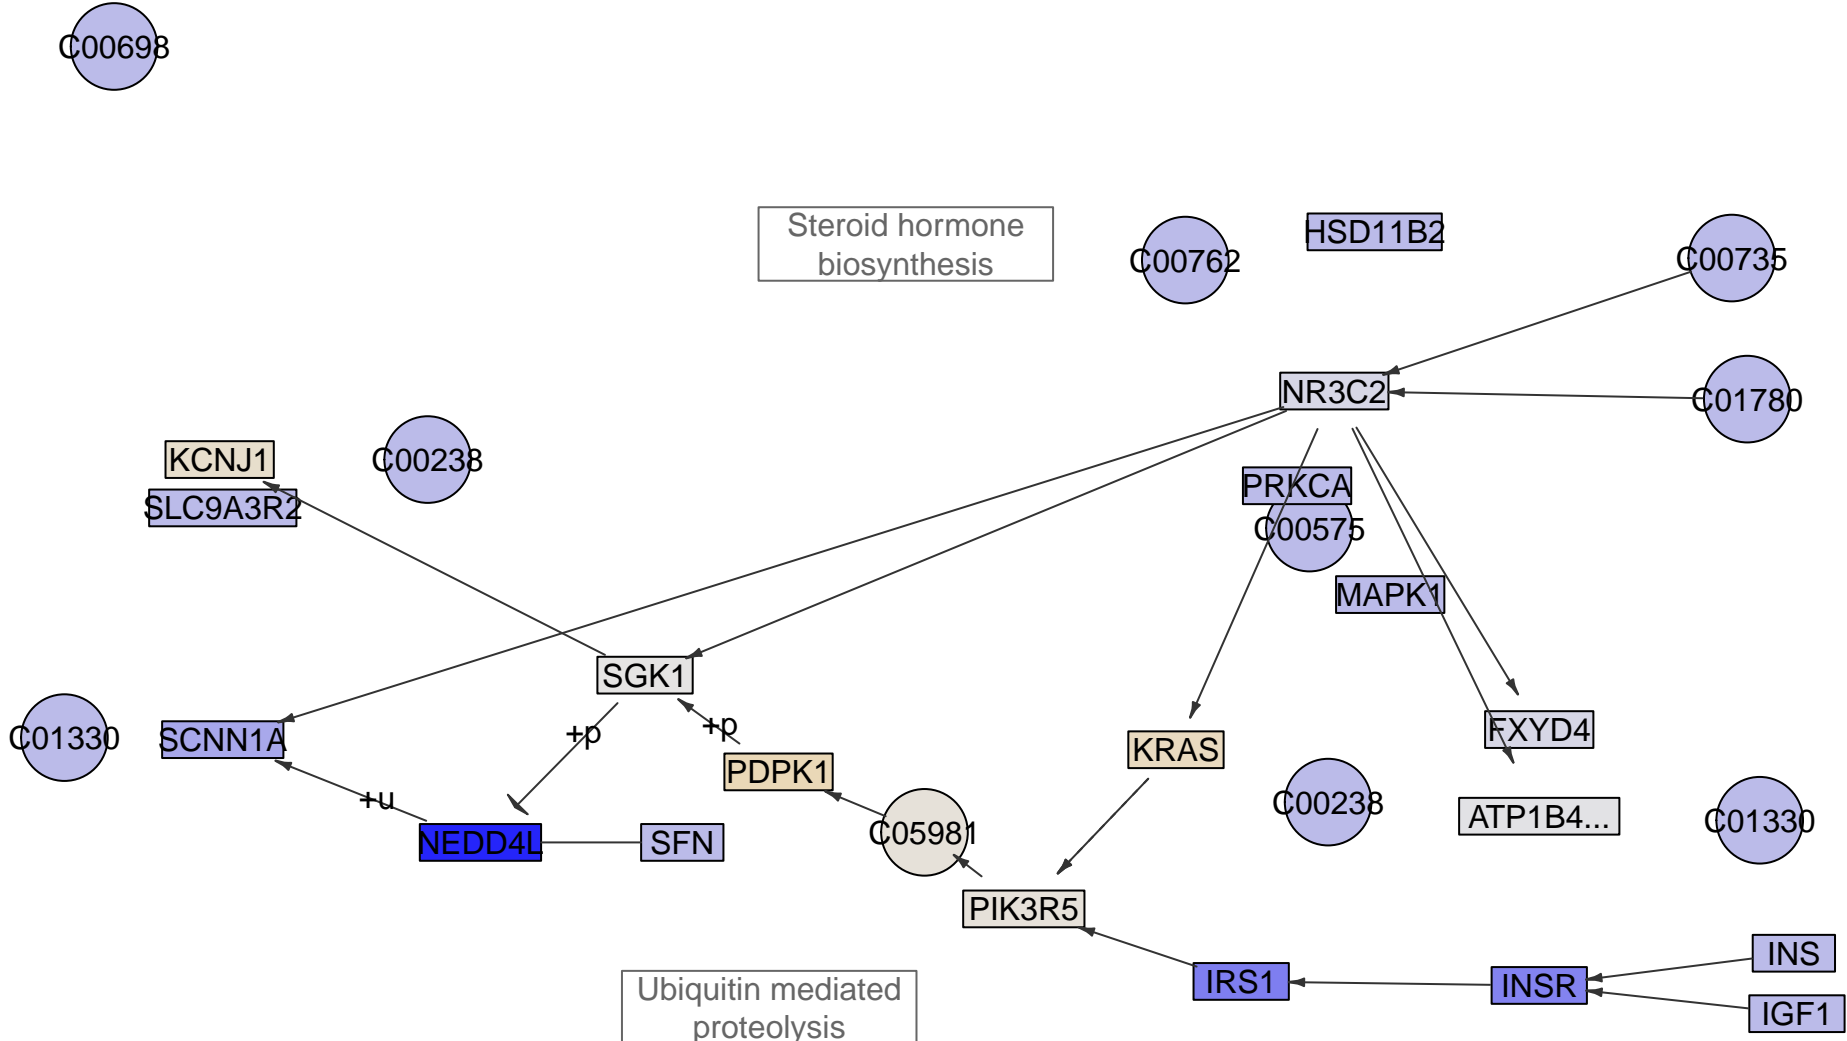 C00698
Steroid hormone
biosynthesis
C00762
HSD11B2
C00735
NR3C2
C01780
KCNJ1
C00238
SLC9A3R2
PRKCA
C00575
MAPK1
SGK1
C01330
SCNN1A
+p
+p
FXYD4
KRAS
PDPK1
+u
C00238
ATP1B4...
C01330
NEDD4L
SFN
C05981
PIK3R5
INS
IRS1
INSR
Ubiquitin mediated
proteolysis
IGF1